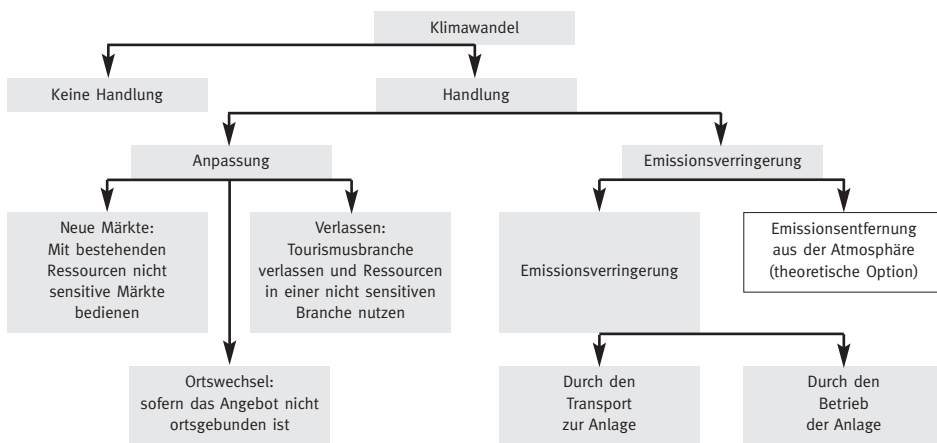 Klimawandel
Keine Handlung
Handlung
Anpassung
Emissionsverringerung
Neue Märkte:
Mit bestehenden
Ressourcen nicht
sensitive Märkte
bedienen
Verlassen:
Tourismusbranche
verlassen und Ressourcen
in einer nicht sensitiven
Branche nutzen
Emissionsverringerung
Emissionsentfernung
aus der Atmosphäre
(theoretische Option)
Ortswechsel:
sofern das Angebot nicht
ortsgebunden ist
Durch den
Transport
zur Anlage
Durch den
Betrieb
der Anlage